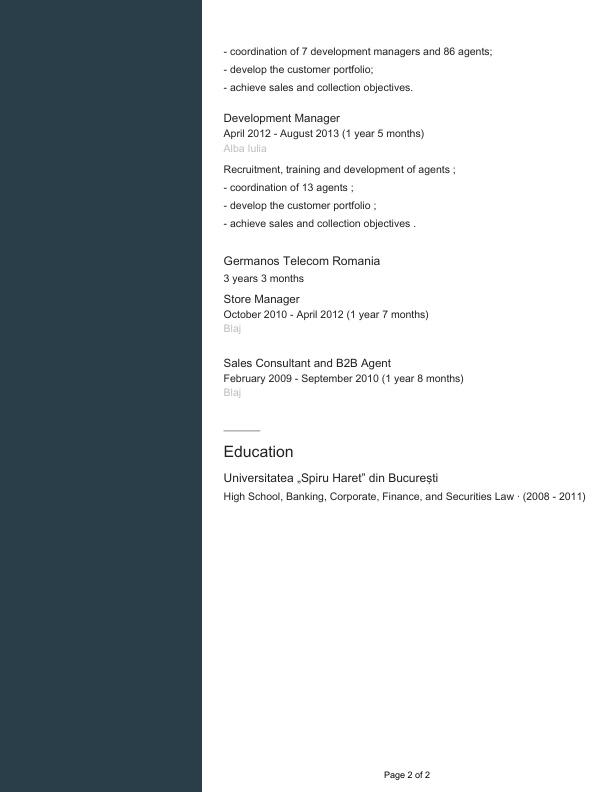 - coordination of 7 development managers and 86 agents;
- develop the customer portfolio;
- achieve sales and collection objectives.
Development Manager
April 2012 - August 2013 (1 year 5 months)
Alba Iulia
Recruitment, training and development of agents ;
- coordination of 13 agents ;
- develop the customer portfolio ;
- achieve sales and collection objectives .
Germanos Telecom Romania
3 years 3 months
Store Manager
October 2010 - April 2012 (1 year 7 months)
Blaj
Sales Consultant and B2B Agent
February 2009 - September 2010 (1 year 8 months)
Blaj
Education
Universitatea „Spiru Haret” din București
High School, Banking, Corporate, Finance, and Securities Law · (2008 - 2011)
Page 2 of 2